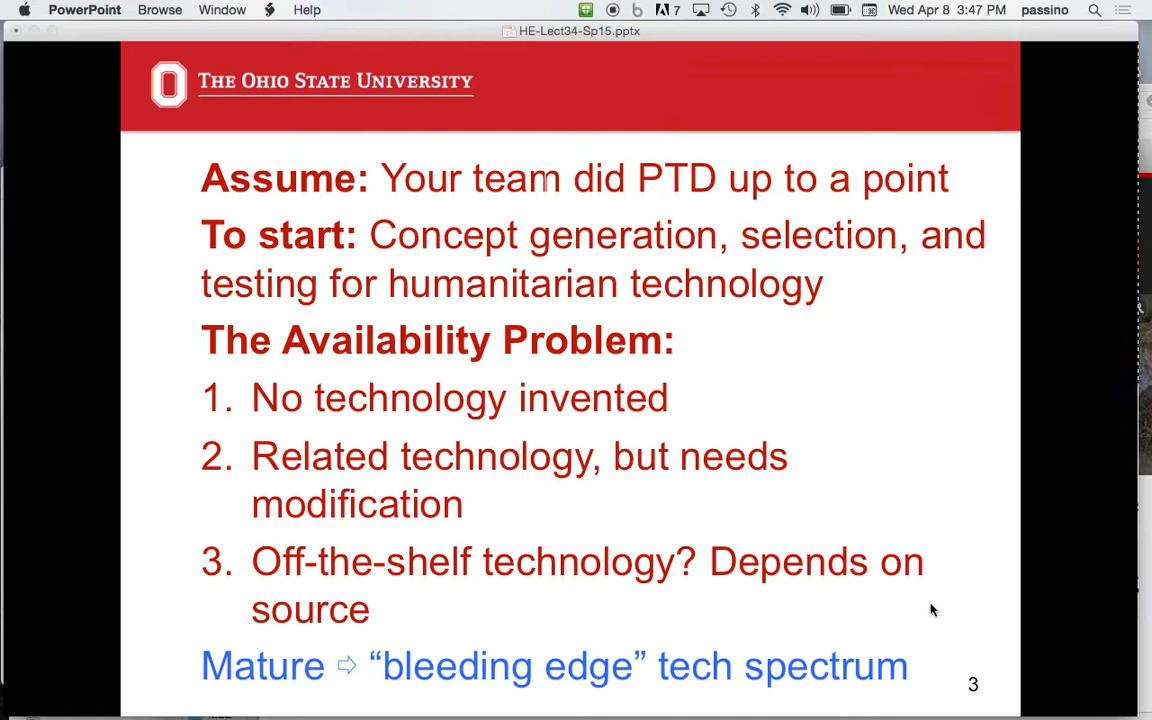 PowerPoint Browse Window Help 7 Wed Apr 8 3:47 PM passino
HE-Lect34-Sp15.pptx
THE OHIO STATE UNIVERSITY
Assume: Your team did PTD up to a point
To start: Concept generation, selection, and
testing for humanitarian technology
The Availability Problem:
1. No technology invented
2. Related technology, but needs
modification
3. Off-the-shelf technology? Depends on
source
Mature ⇨ “bleeding edge” tech spectrum
3